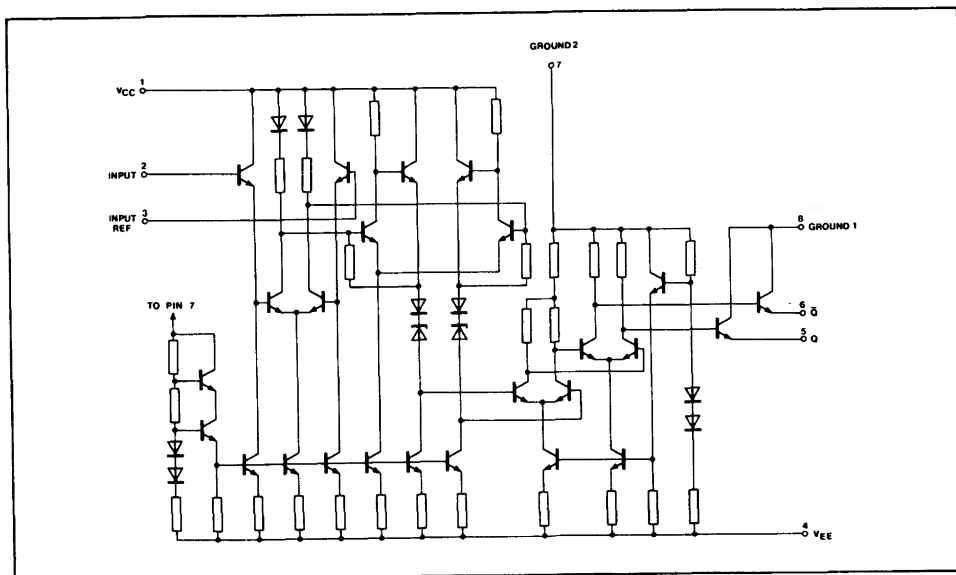 GROUND 2
7
1
VCC
2
INPUT
INPUT
REF
3
8
GROUND 1
TO PIN 7
6
Q̅
5
Q
4
VEE